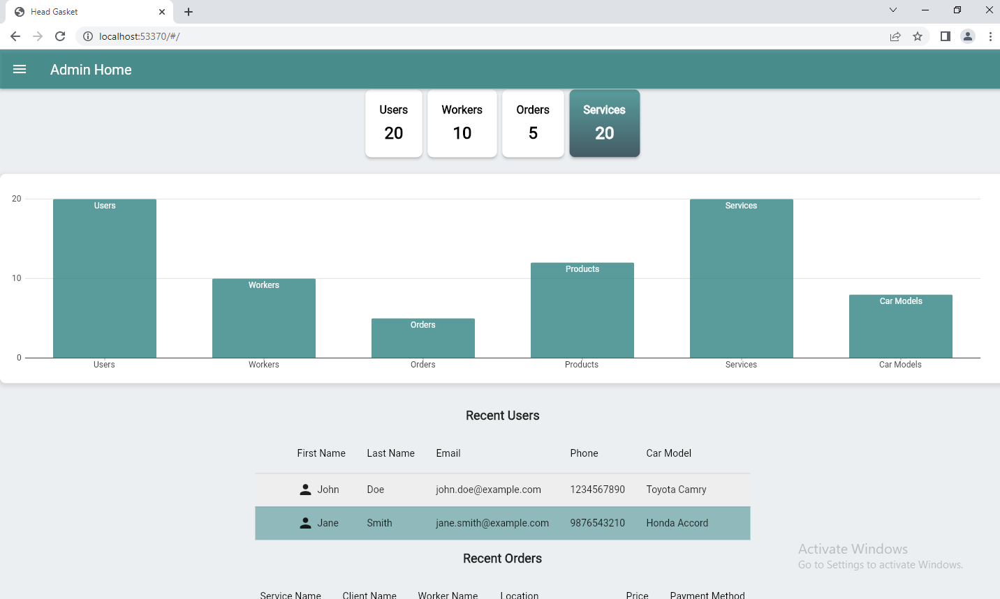 Head Gasket
localhost:53370/#/
Admin Home
Users Workers Orders Services
20 10 5 20
20
Users Services
Products
10
Workers
Car Models
Orders
0
Users Workers Orders Products Services Car Models
Recent Users
First Name Last Name Email Phone Car Model
John Doe john.doe@example.com 1234567890 Toyota Camry
Jane Smith jane.smith@example.com 9876543210 Honda Accord
Activate Windows
Go to Settings to activate Windows.
Recent Orders
Service Name Client Name Worker Name Location Price Payment Method